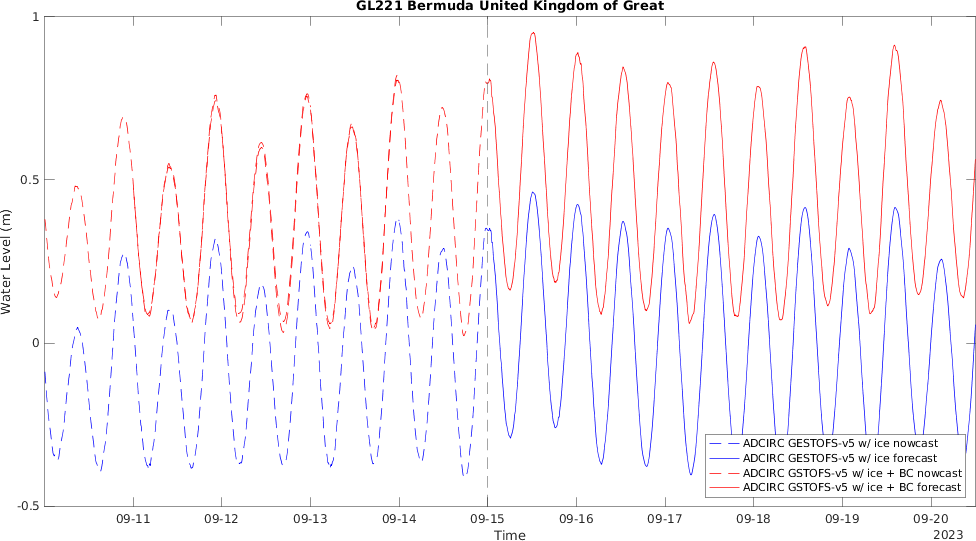 GL221 Bermuda United Kingdom of Great
1
0.5
0
-0.5
Water Level (m)
09-11 09-12 09-13 09-14 09-15 09-16 09-17 09-18 09-19 09-20
Time
2023
ADCIRC GESTOFS-v5 w/ ice nowcast
ADCIRC GESTOFS-v5 w/ ice forecast
ADCIRC GSTOFS-v5 w/ ice + BC nowcast
ADCIRC GSTOFS-v5 w/ ice + BC forecast